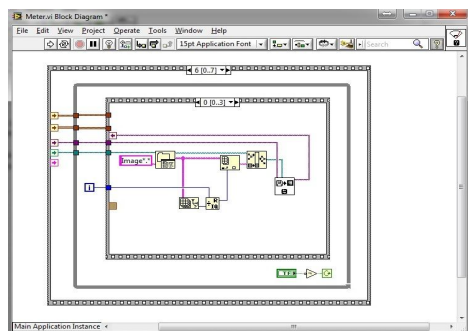 Meter.vi Block Diagram *
File Edit View Project Operate Tools Window Help
15pt Application Font
Search
6 [0..7]
0 [0..3]
Image*.*
i
R
IQ
Main Application Instance